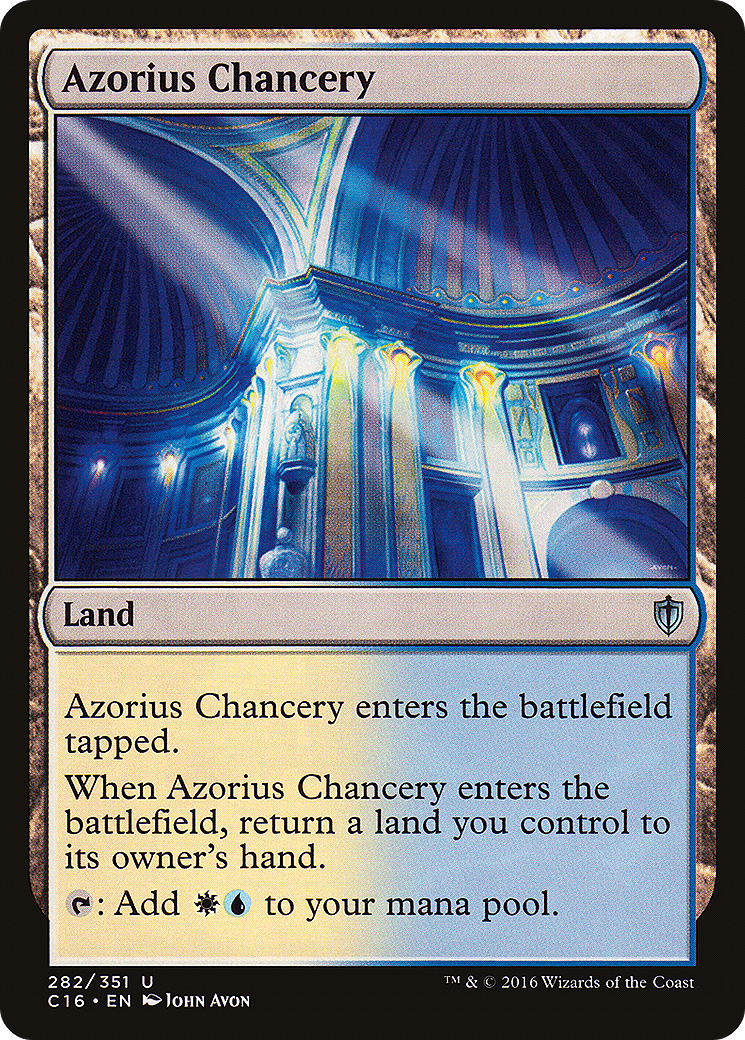 Azorius Chancery
-AVON-
Land
Azorius Chancery enters the battlefield
tapped.
When Azorius Chancery enters the
battlefield, return a land you control to
its owner's hand.
: Add to your mana pool.
282/351 U
™ & © 2016 Wizards of the Coast
C16 • EN John Avon